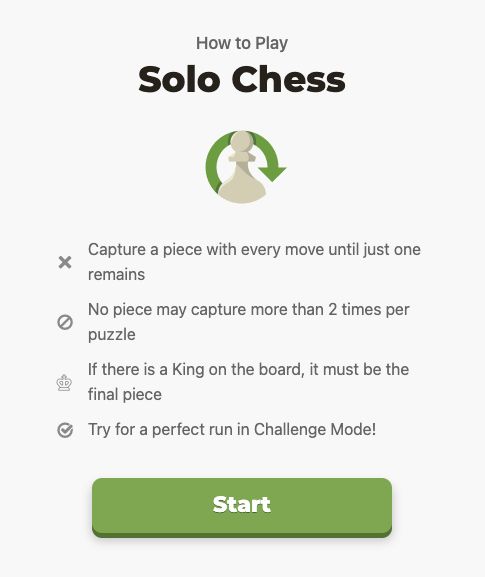 How to Play
Solo Chess
Capture a piece with every move until just one
remains
No piece may capture more than 2 times per
puzzle
If there is a King on the board, it must be the
final piece
Try for a perfect run in Challenge Mode!
Start